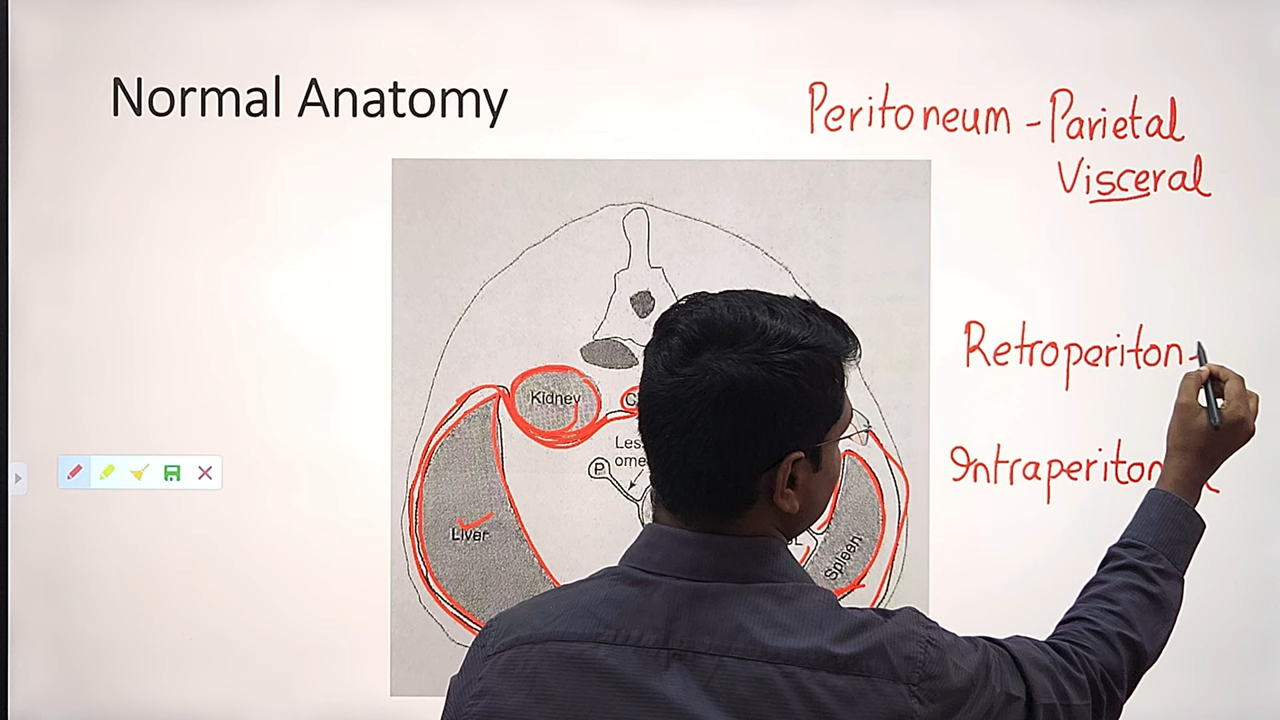 Normal Anatomy
Peritoneum - Parietal
Visceral
Kidney
Retroperiton
P
Intraperiton
Liver
Spleen